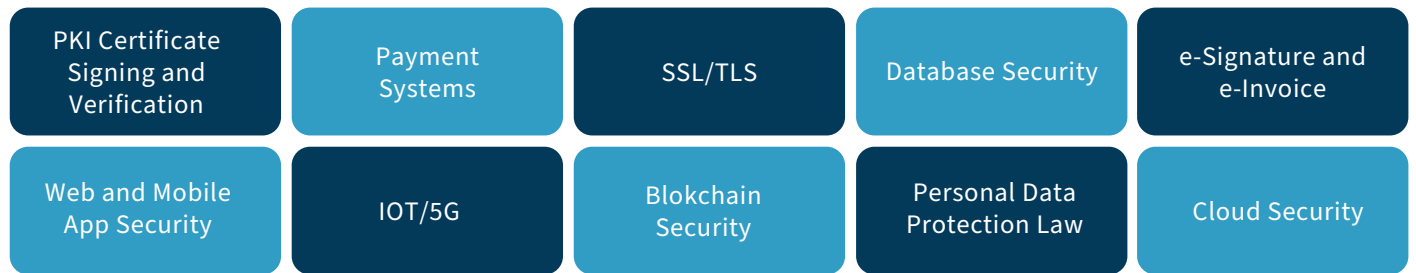 PKI Certificate
Signing and
Verification
Payment
Systems
SSL/TLS
Database Security
e-Signature and
e-Invoice
Web and Mobile
App Security
IOT/5G
Blokchain
Security
Personal Data
Protection Law
Cloud Security